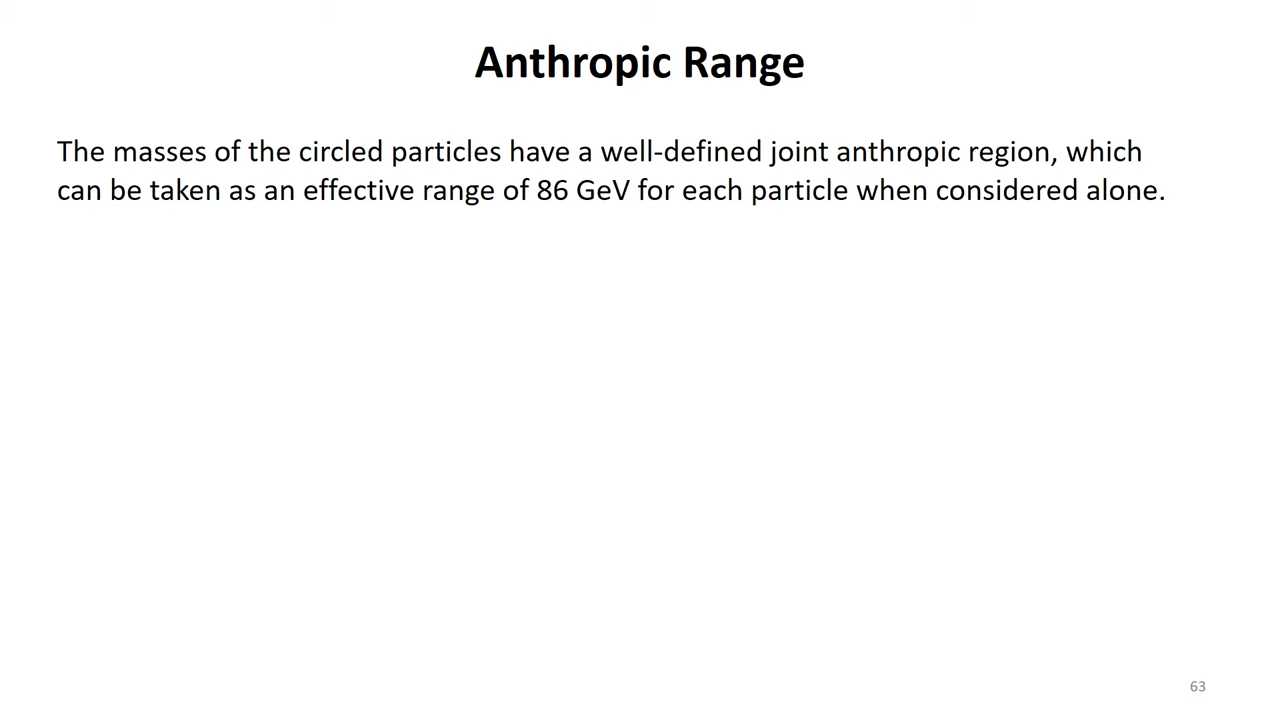 Anthropic Range
The masses of the circled particles have a well-defined joint anthropic region, which
can be taken as an effective range of 86 GeV for each particle when considered alone.
63